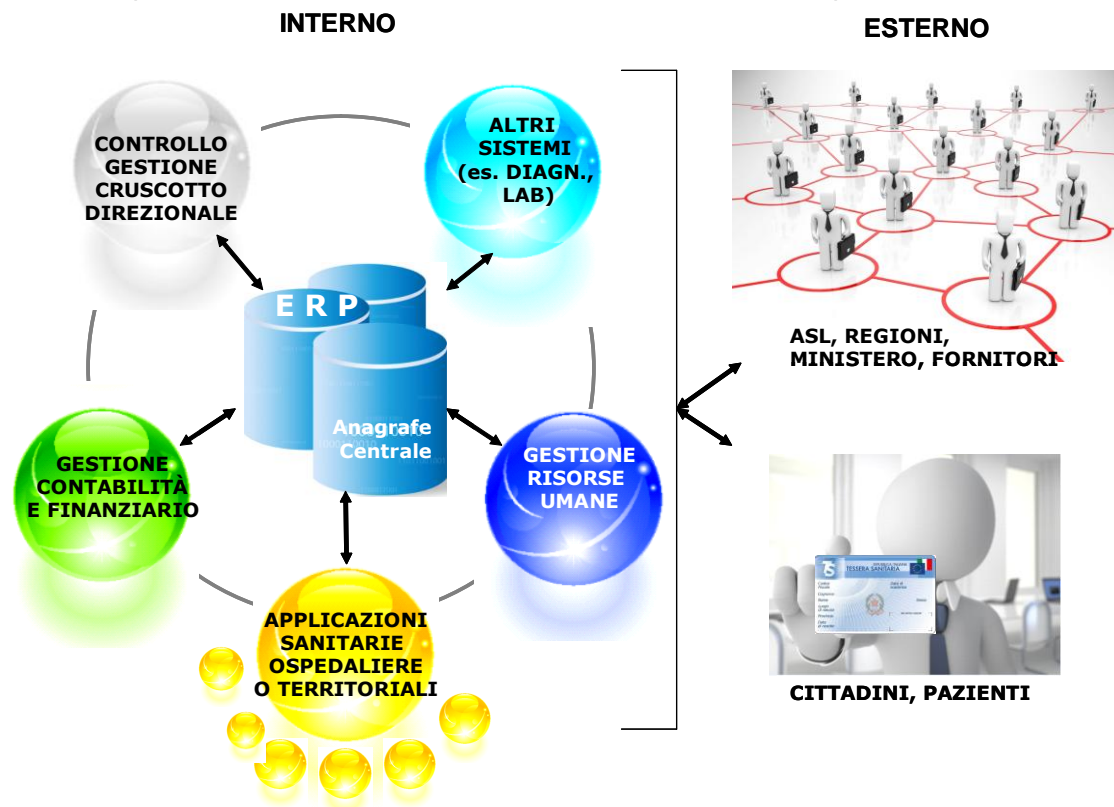 INTERNO
ESTERNO
CONTROLLO
GESTIONE
CRUSCOTTO
DIREZIONALE
ALTRI
SISTEMI
(es. DIAGN.,
LAB)
E R P
Anagrafe
Centrale
GESTIONE
CONTABILITÀ
E FINANZIARIO
GESTIONE
RISORSE
UMANE
APPLICAZIONI
SANITARIE
OSPEDALIERE
O TERRITORIALI
ASL, REGIONI,
MINISTERO, FORNITORI
TS
TESSERA SANITARIA
CITTADINI, PAZIENTI